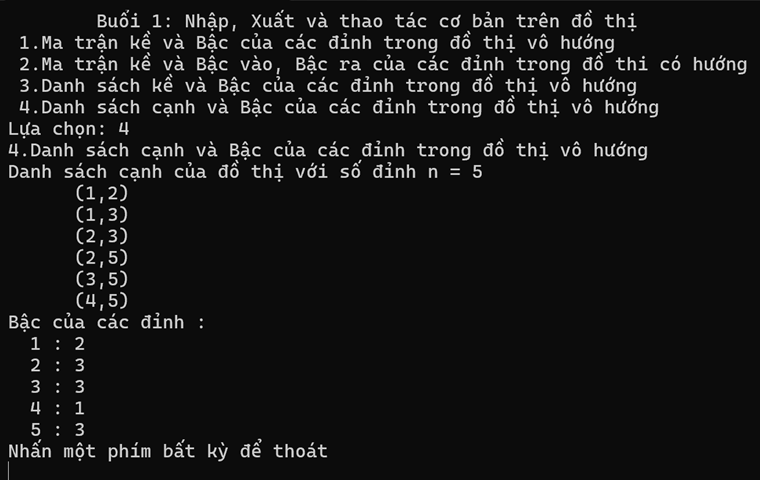 Buổi 1: Nhập, Xuất và thao tác cơ bản trên đồ thị
1.Ma trận kề và Bậc của các đỉnh trong đồ thị vô hướng
2.Ma trận kề và Bậc vào, Bậc ra của các đỉnh trong đồ thi có hướng
3.Danh sách kề và Bậc của các đỉnh trong đồ thị vô hướng
4.Danh sách cạnh và Bậc của các đỉnh trong đồ thị vô hướng
Lựa chọn: 4
4.Danh sách cạnh và Bậc của các đỉnh trong đồ thị vô hướng
Danh sách cạnh của đồ thị với số đỉnh n = 5
(1,2)
(1,3)
(2,3)
(2,5)
(3,5)
(4,5)
Bậc của các đỉnh :
1 : 2
2 : 3
3 : 3
4 : 1
5 : 3
Nhấn một phím bất kỳ để thoát